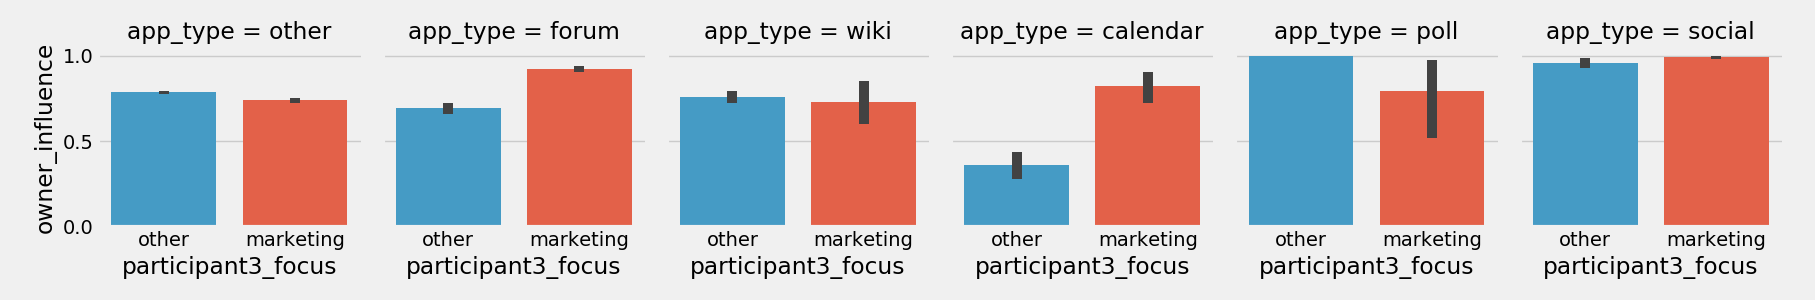 app_type = other
app_type = forum
app_type = wiki
app_type = calendar
app_type = poll
app_type = social
owner_influence
1.0
0.5
0.0
other marketing
other marketing
other marketing
other marketing
other marketing
other marketing
participant3_focus
participant3_focus
participant3_focus
participant3_focus
participant3_focus
participant3_focus